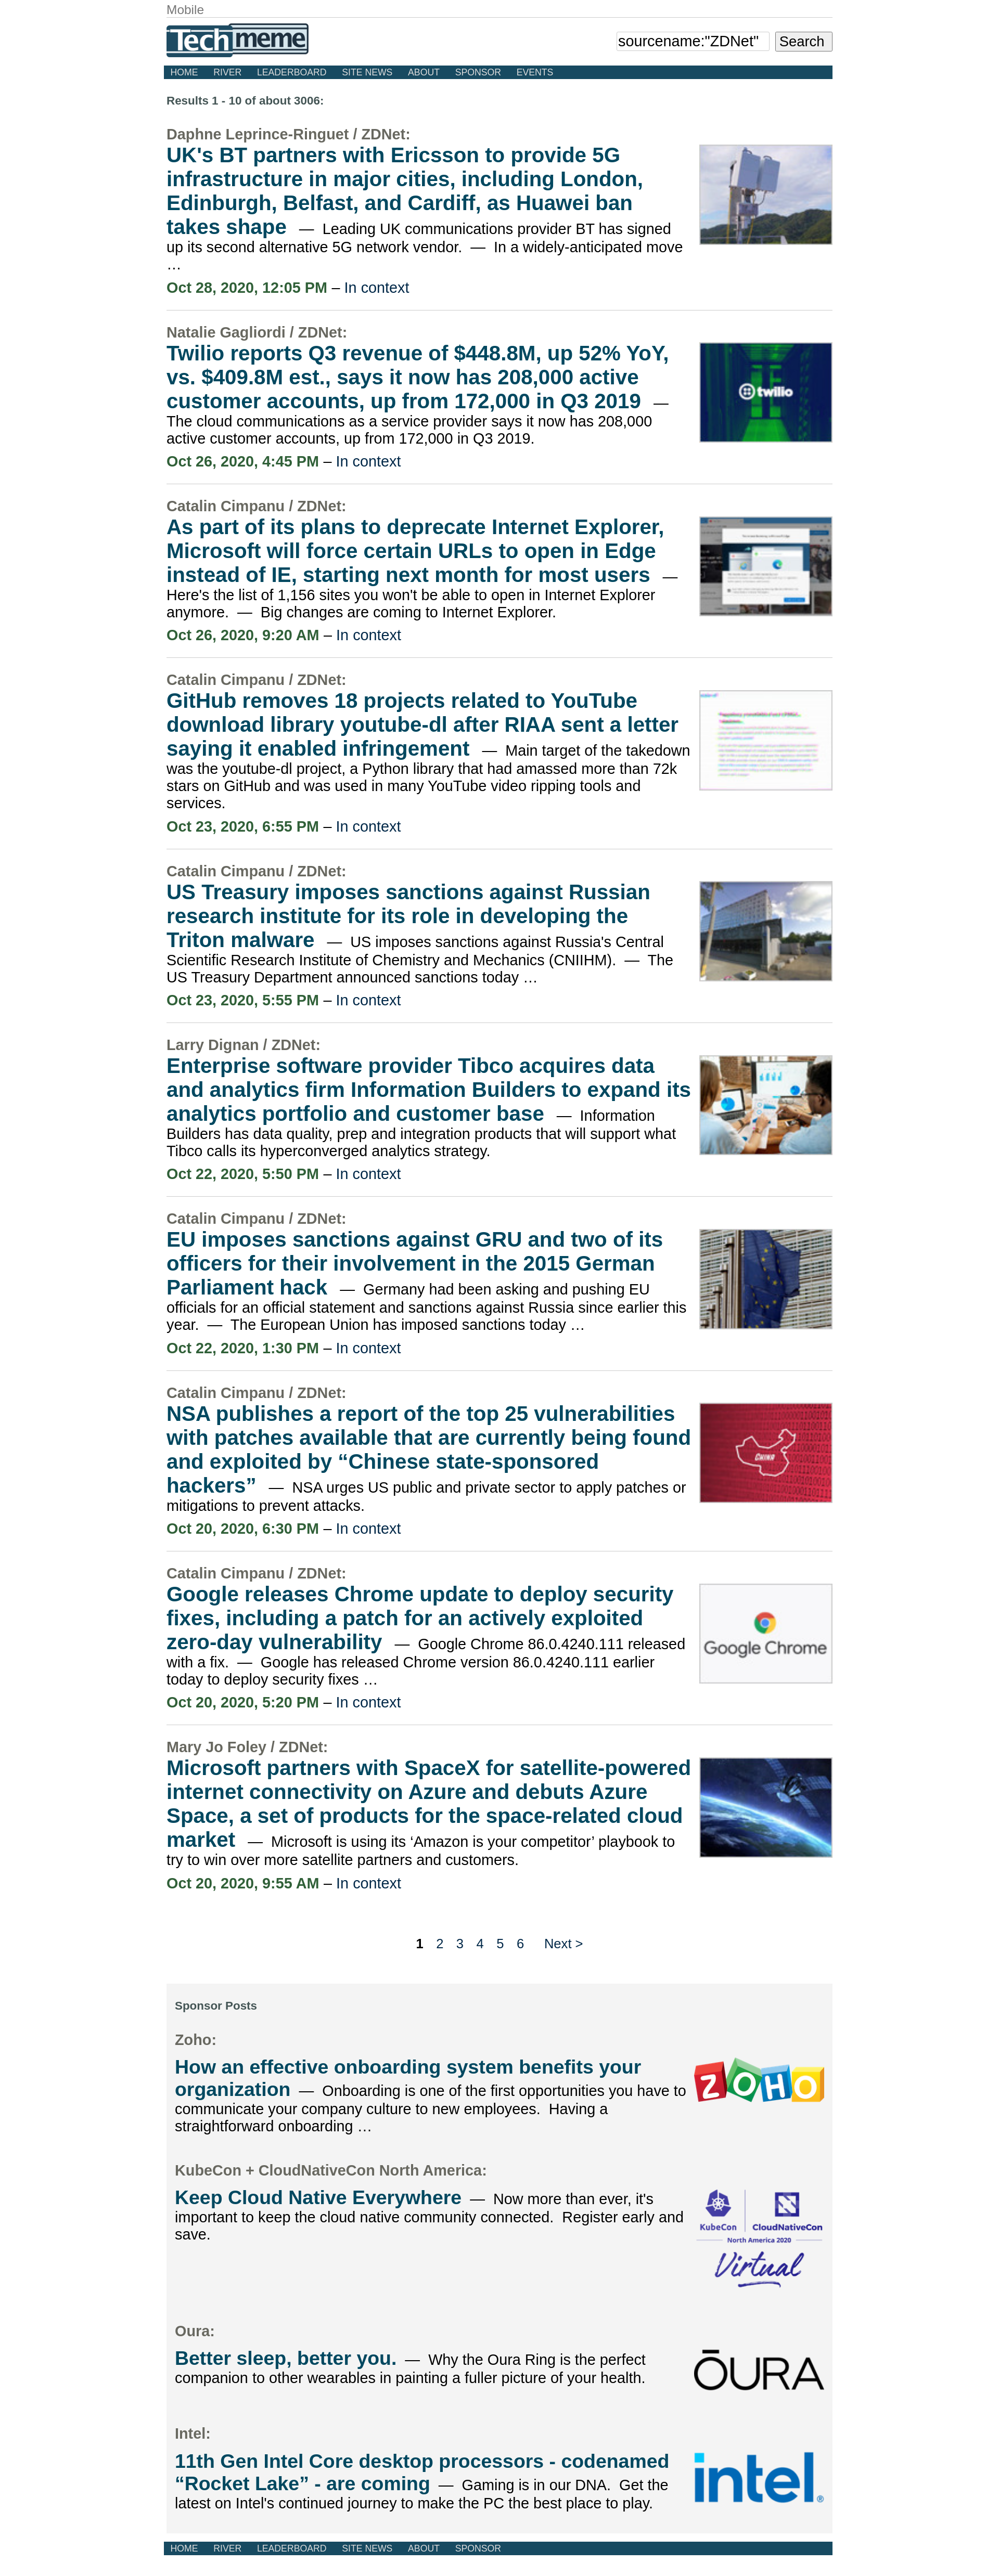 Mobile
Techmeme
sourcename:"ZDNet"
Search
HOME RIVER LEADERBOARD SITE NEWS ABOUT SPONSOR EVENTS
Results 1 - 10 of about 3006:
Daphne Leprince-Ringuet / ZDNet:
UK's BT partners with Ericsson to provide 5G
infrastructure in major cities, including London,
Edinburgh, Belfast, and Cardiff, as Huawei ban
takes shape — Leading UK communications provider BT has signed
up its second alternative 5G network vendor. — In a widely-anticipated move
…
Oct 28, 2020, 12:05 PM – In context
Natalie Gagliordi / ZDNet:
Twilio reports Q3 revenue of $448.8M, up 52% YoY,
vs. $409.8M est., says it now has 208,000 active
customer accounts, up from 172,000 in Q3 2019 —
The cloud communications as a service provider says it now has 208,000
active customer accounts, up from 172,000 in Q3 2019.
twilio
Oct 26, 2020, 4:45 PM – In context
Catalin Cimpanu / ZDNet:
As part of its plans to deprecate Internet Explorer,
Microsoft will force certain URLs to open in Edge
instead of IE, starting next month for most users —
Here's the list of 1,156 sites you won't be able to open in Internet Explorer
anymore. — Big changes are coming to Internet Explorer.
Oct 26, 2020, 9:20 AM – In context
Catalin Cimpanu / ZDNet:
GitHub removes 18 projects related to YouTube
download library youtube-dl after RIAA sent a letter
saying it enabled infringement — Main target of the takedown
was the youtube-dl project, a Python library that had amassed more than 72k
stars on GitHub and was used in many YouTube video ripping tools and
services.
Oct 23, 2020, 6:55 PM – In context
Catalin Cimpanu / ZDNet:
US Treasury imposes sanctions against Russian
research institute for its role in developing the
Triton malware — US imposes sanctions against Russia's Central
Scientific Research Institute of Chemistry and Mechanics (CNIIHM). — The
US Treasury Department announced sanctions today …
Oct 23, 2020, 5:55 PM – In context
Larry Dignan / ZDNet:
Enterprise software provider Tibco acquires data
and analytics firm Information Builders to expand its
analytics portfolio and customer base — Information
Builders has data quality, prep and integration products that will support what
Tibco calls its hyperconverged analytics strategy.
Oct 22, 2020, 5:50 PM – In context
Catalin Cimpanu / ZDNet:
EU imposes sanctions against GRU and two of its
officers for their involvement in the 2015 German
Parliament hack — Germany had been asking and pushing EU
officials for an official statement and sanctions against Russia since earlier this
year. — The European Union has imposed sanctions today …
Oct 22, 2020, 1:30 PM – In context
Catalin Cimpanu / ZDNet:
NSA publishes a report of the top 25 vulnerabilities
with patches available that are currently being found
and exploited by “Chinese state-sponsored
hackers” — NSA urges US public and private sector to apply patches or
mitigations to prevent attacks.
CHINA
Oct 20, 2020, 6:30 PM – In context
Catalin Cimpanu / ZDNet:
Google releases Chrome update to deploy security
fixes, including a patch for an actively exploited
zero-day vulnerability — Google Chrome 86.0.4240.111 released
with a fix. — Google has released Chrome version 86.0.4240.111 earlier
today to deploy security fixes …
Google Chrome
Oct 20, 2020, 5:20 PM – In context
Mary Jo Foley / ZDNet:
Microsoft partners with SpaceX for satellite-powered
internet connectivity on Azure and debuts Azure
Space, a set of products for the space-related cloud
market — Microsoft is using its ‘Amazon is your competitor’ playbook to
try to win over more satellite partners and customers.
Oct 20, 2020, 9:55 AM – In context
1 2 3 4 5 6 Next >
Sponsor Posts
Zoho:
How an effective onboarding system benefits your
organization — Onboarding is one of the first opportunities you have to
communicate your company culture to new employees. Having a
straightforward onboarding …
ZOHO
KubeCon + CloudNativeCon North America:
Keep Cloud Native Everywhere — Now more than ever, it's
important to keep the cloud native community connected. Register early and
save.
KubeCon CloudNativeCon
North America 2020
Virtual
Oura:
Better sleep, better you. — Why the Oura Ring is the perfect
companion to other wearables in painting a fuller picture of your health.
ŌURA
Intel:
11th Gen Intel Core desktop processors - codenamed
“Rocket Lake” - are coming — Gaming is in our DNA. Get the
latest on Intel's continued journey to make the PC the best place to play.
intel®
HOME RIVER LEADERBOARD SITE NEWS ABOUT SPONSOR